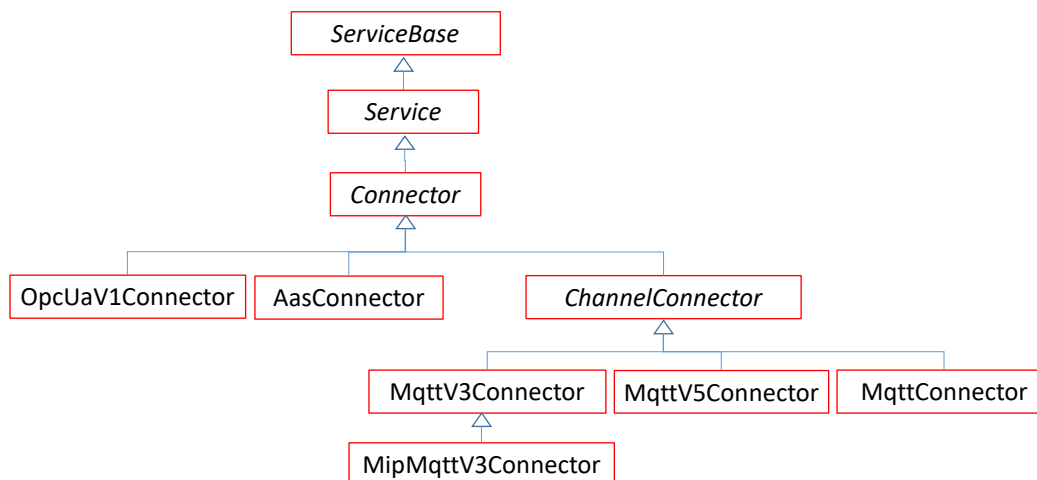 ServiceBase
Service
Connector
OpcUaV1Connector
AasConnector
ChannelConnector
MqttV3Connector
MqttV5Connector
MqttConnector
MipMqttV3Connector